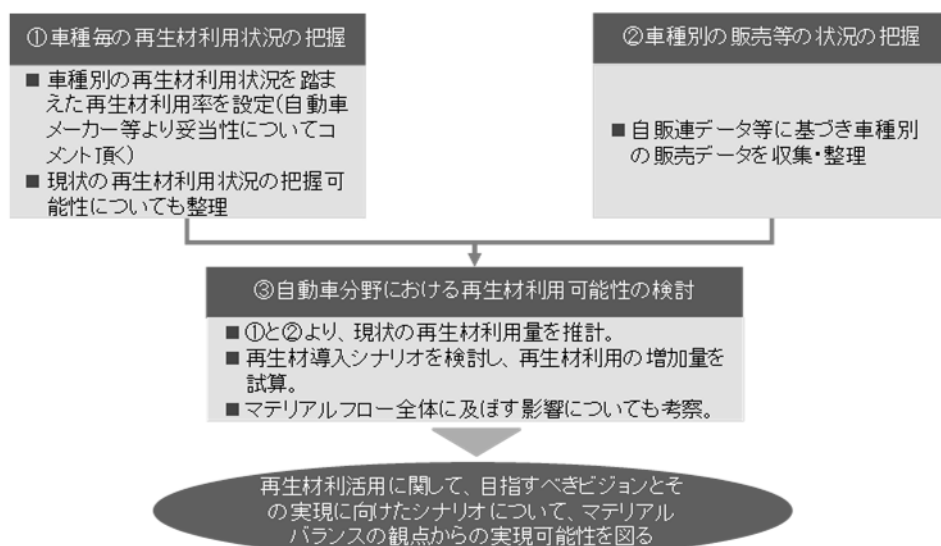 ①車種毎の再生材利用状況の把握
■ 車種別の再生材利用状況を踏
まえた再生材利用率を設定(自動車
メーカー等より妥当性についてコ
メント頂く)
■ 現状の再生材利用状況の把握可
能性についても整理
②車種別の販売等の状況の把握
■ 自販連データ等に基づき車種別
の販売データを収集・整理
③自動車分野における再生材利用可能性の検討
■ ①と②より、現状の再生材利用量を推計。
■ 再生材導入シナリオを検討し、再生材利用の増加量を
試算。
■ マテリアルフロー全体に及ぼす影響についても考察。
再生材利活用に関して、目指すべきビジョンとそ
の実現に向けたシナリオについて、マテリアル
バランスの観点からの実現可能性を図る